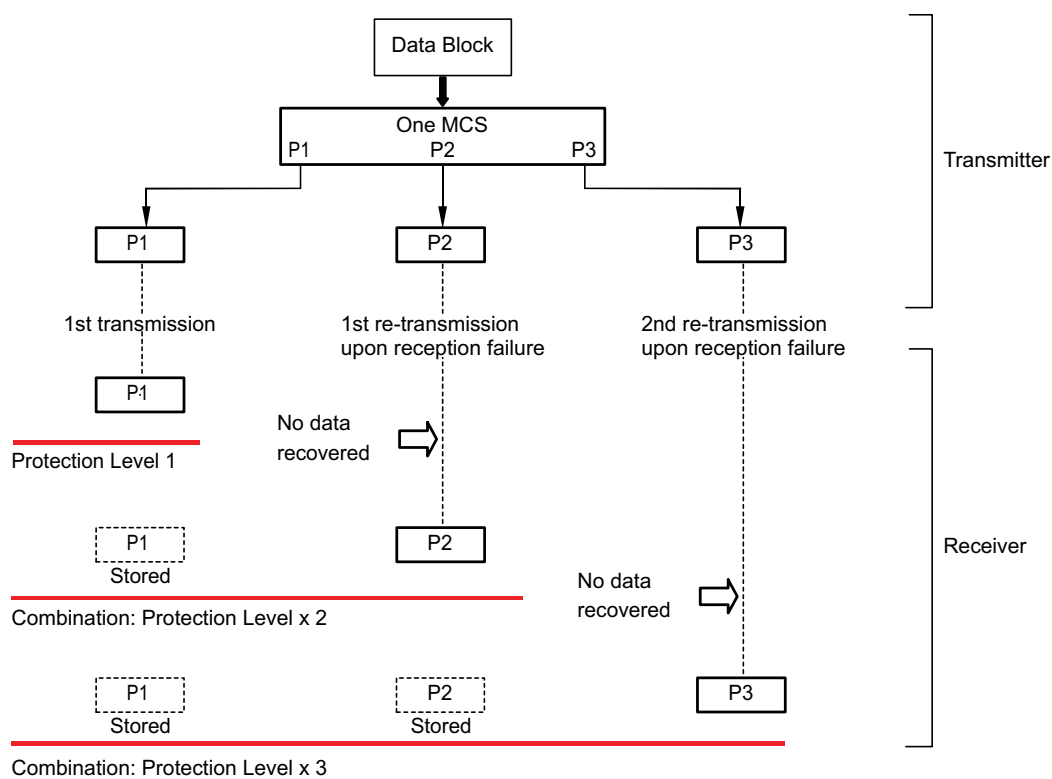 Data Block
One MCS
P1 P2 P3
Transmitter
P1 P2 P3
1st transmission
1st re-transmission
upon reception failure
2nd re-transmission
upon reception failure
P1
No data
recovered
Protection Level 1
P1
Stored
P2
Receiver
No data
recovered
Combination: Protection Level x 2
P1
Stored
P2
Stored
P3
Combination: Protection Level x 3